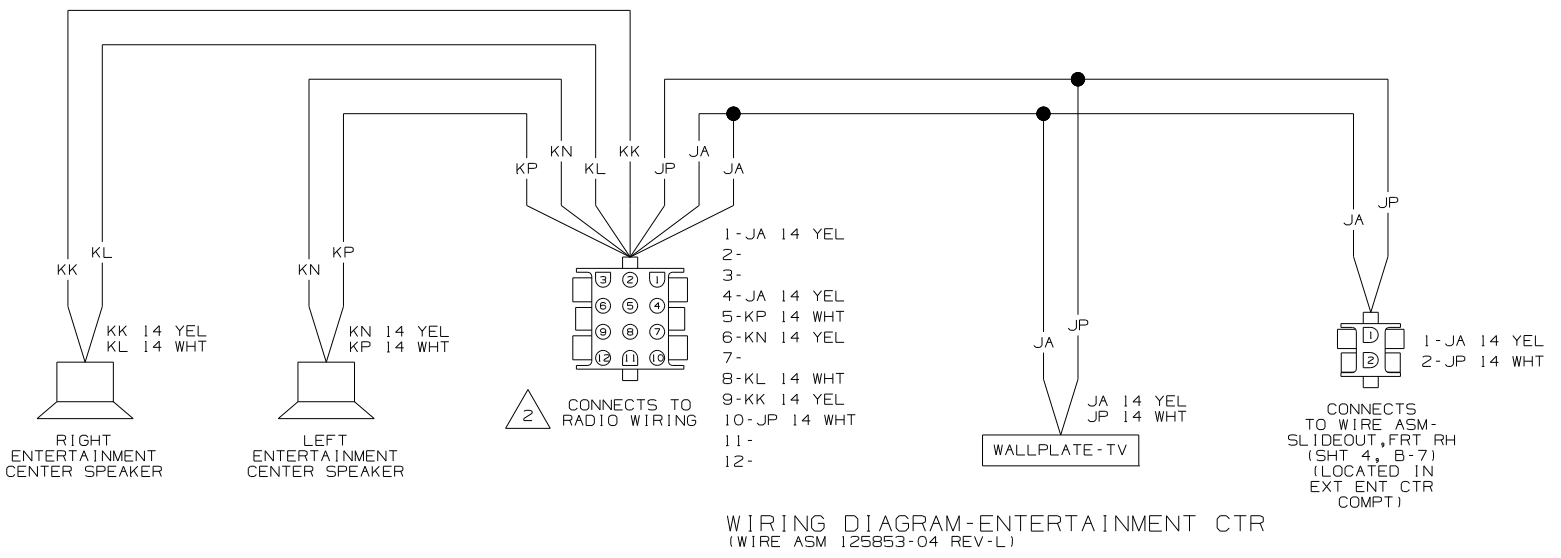 KP
KN
KL
KK
JP
JA
JA
KK
KL
KN
KP
JA
JP
JA
JP
KK 14 YEL
KL 14 WHT
RIGHT
ENTERTAINMENT
CENTER SPEAKER
KN 14 YEL
KP 14 WHT
LEFT
ENTERTAINMENT
CENTER SPEAKER
3 2 1
6 5 4
9 8 7
12 11 10
2
CONNECTS TO
RADIO WIRING
1-JA 14 YEL
2-
3-
4-JA 14 YEL
5-KP 14 WHT
6-KN 14 YEL
7-
8-KL 14 WHT
9-KK 14 YEL
10-JP 14 WHT
11-
12-
JA 14 YEL
JP 14 WHT
WALLPLATE-TV
1
2
1-JA 14 YEL
2-JP 14 WHT
CONNECTS
TO WIRE ASM-
SLIDEOUT,FRT RH
(SHT 4, B-7)
(LOCATED IN
EXT ENT CTR
COMPT)
WIRING DIAGRAM-ENTERTAINMENT CTR
(WIRE ASM 125853-04 REV-L)